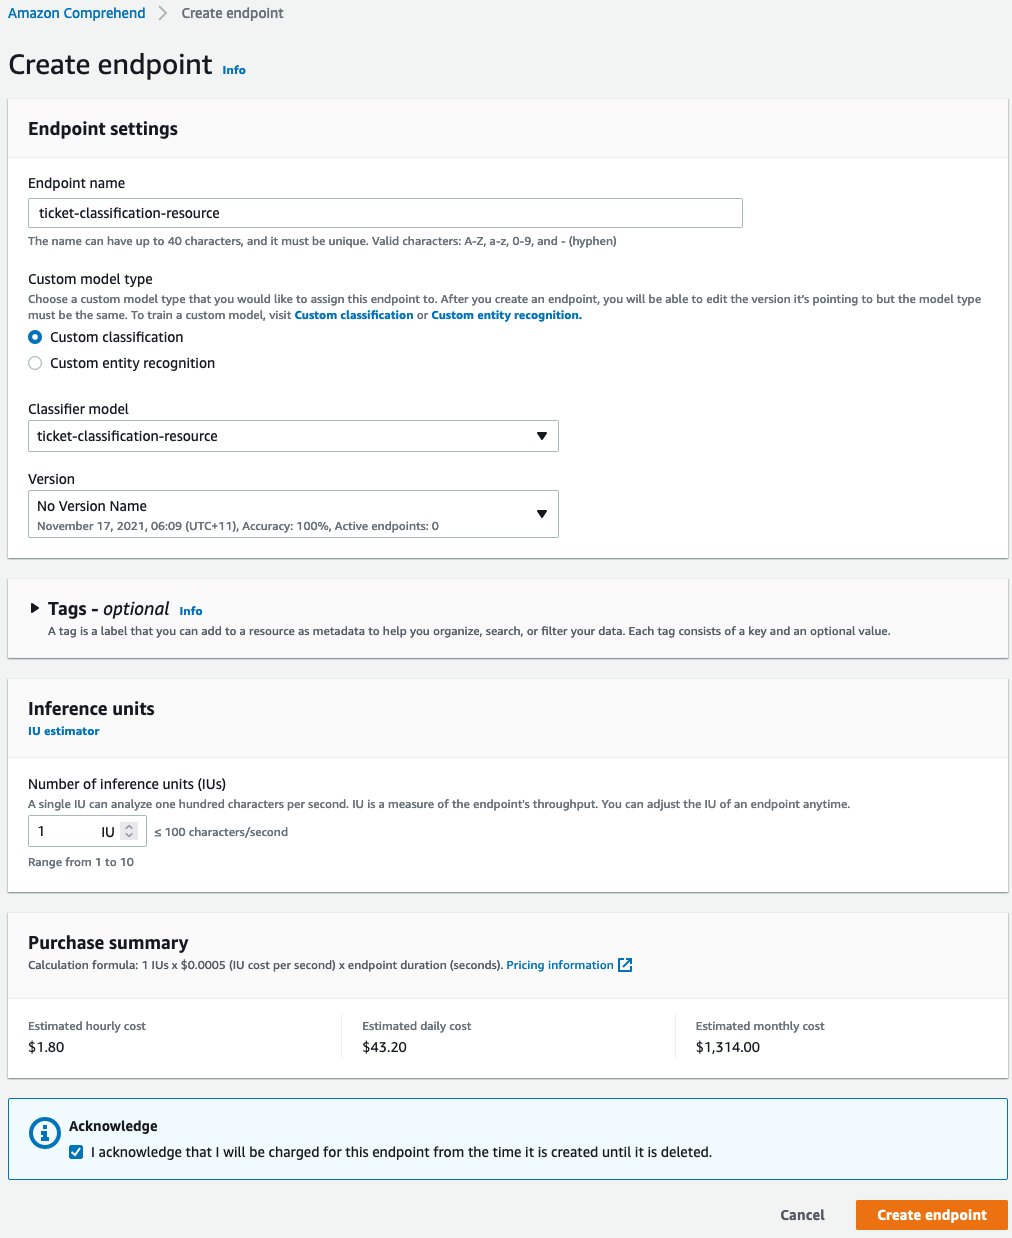 Amazon Comprehend > Create endpoint
Create endpoint Info
Endpoint settings
Endpoint name
ticket-classification-resource
The name can have up to 40 characters, and it must be unique. Valid characters: A-Z, a-z, 0-9, and - (hyphen)
Custom model type
Choose a custom model type that you would like to assign this endpoint to. After you create an endpoint, you will be able to edit the version it's pointing to but the model type
must be the same. To train a custom model, visit Custom classification or Custom entity recognition.
Custom classification
Custom entity recognition
Classifier model
ticket-classification-resource
Version
No Version Name
November 17, 2021, 06:09 (UTC+11), Accuracy: 100%, Active endpoints: 0
Tags - optional Info
A tag is a label that you can add to a resource as metadata to help you organize, search, or filter your data. Each tag consists of a key and an optional value.
Inference units
IU estimator
Number of inference units (IUs)
A single IU can analyze one hundred characters per second. IU is a measure of the endpoint's throughput. You can adjust the IU of an endpoint anytime.
1 IU ≤ 100 characters/second
Range from 1 to 10
Purchase summary
Calculation formula: 1 IUs x $0.0005 (IU cost per second) x endpoint duration (seconds). Pricing information
Estimated hourly cost Estimated daily cost Estimated monthly cost
$1.80 $43.20 $1,314.00
Acknowledge
I acknowledge that I will be charged for this endpoint from the time it is created until it is deleted.
Cancel Create endpoint